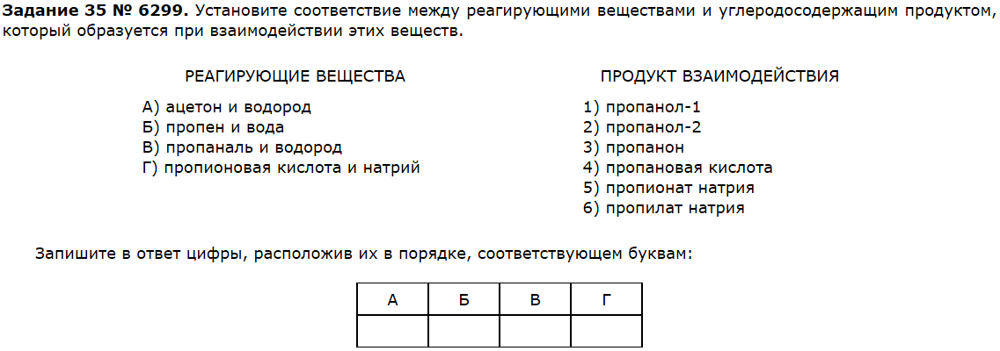 Задание 35 № 6299. Установите соответствие между реагирующими веществами и углеродосодержащим продуктом,
который образуется при взаимодействии этих веществ.
РЕАГИРУЮЩИЕ ВЕЩЕСТВА
А) ацетон и водород
Б) пропен и вода
В) пропаналь и водород
Г) пропионовая кислота и натрий
ПРОДУКТ ВЗАИМОДЕЙСТВИЯ
1) пропанол-1
2) пропанол-2
3) пропанон
4) пропановая кислота
5) пропионат натрия
6) пропилат натрия
Запишите в ответ цифры, расположив их в порядке, соответствующем буквам:
А Б В Г